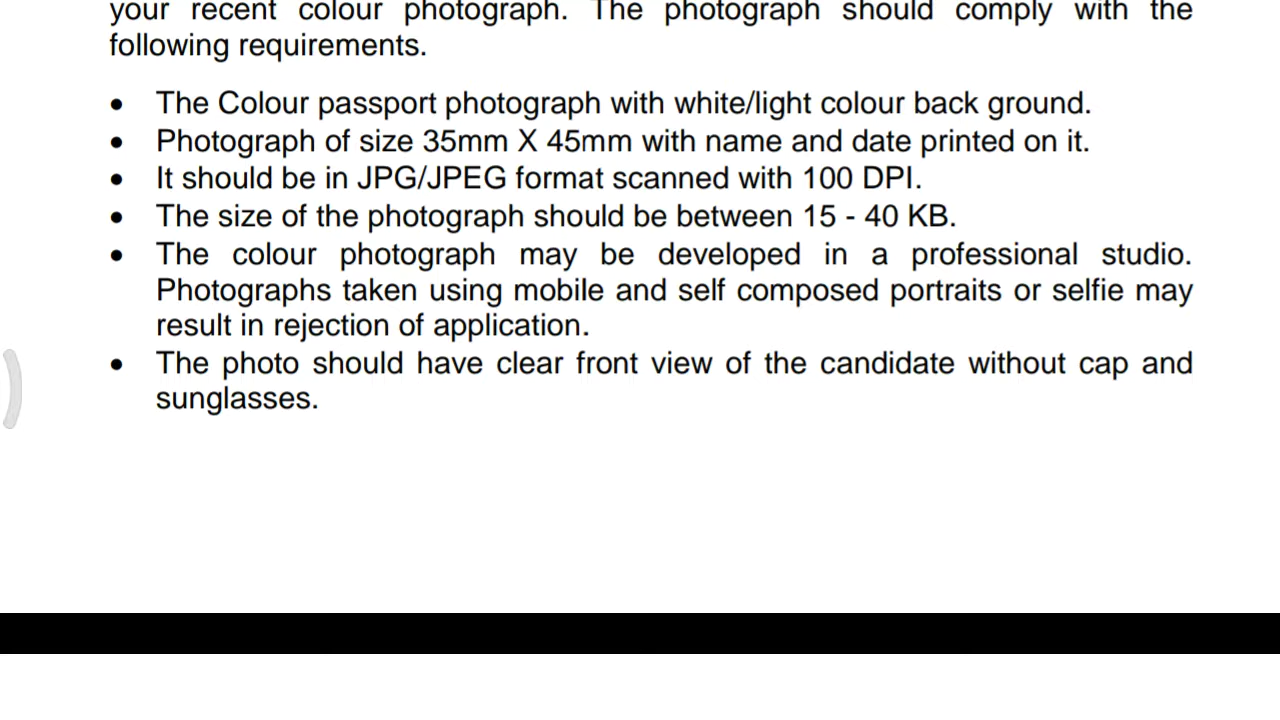 your recent colour photograph. The photograph should comply with the
following requirements.
• The Colour passport photograph with white/light colour back ground.
• Photograph of size 35mm X 45mm with name and date printed on it.
• It should be in JPG/JPEG format scanned with 100 DPI.
• The size of the photograph should be between 15 - 40 KB.
• The colour photograph may be developed in a professional studio.
Photographs taken using mobile and self composed portraits or selfie may
result in rejection of application.
• The photo should have clear front view of the candidate without cap and
sunglasses.